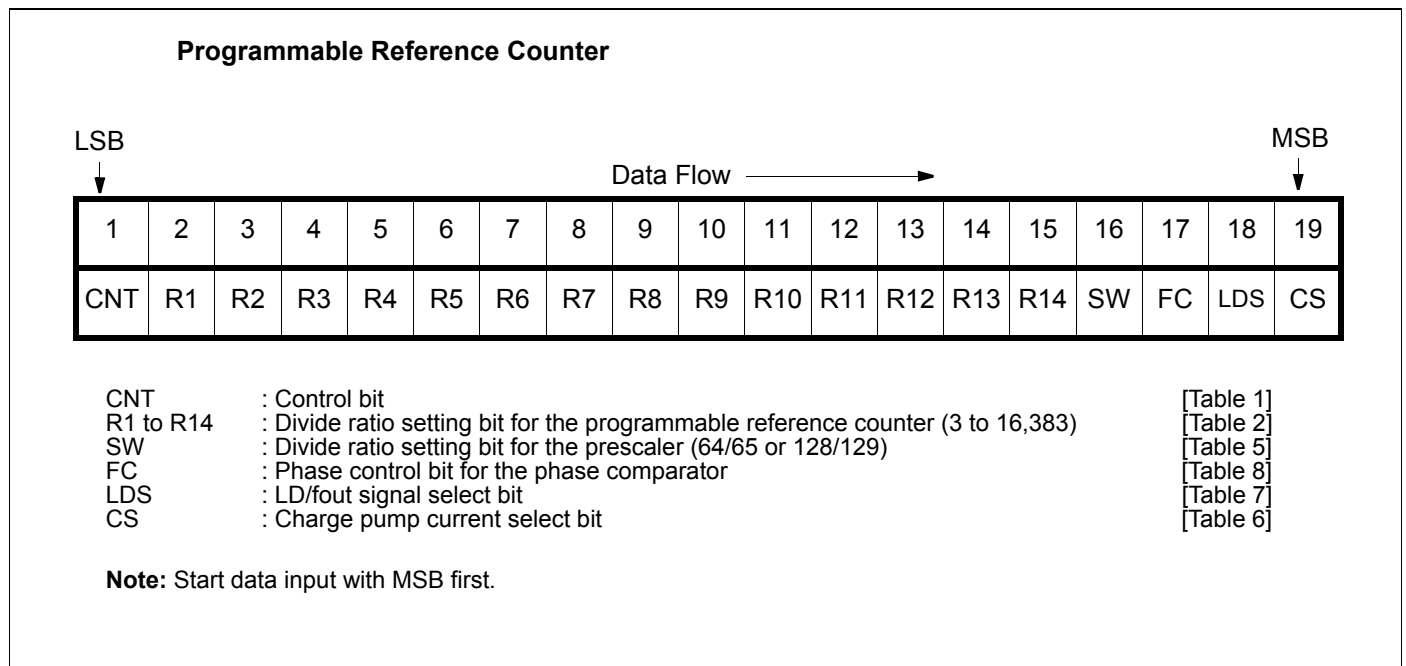 Programmable Reference Counter
LSB MSB
Data Flow
1 2 3 4 5 6 7 8 9 10 11 12 13 14 15 16 17 18 19
CNT R1 R2 R3 R4 R5 R6 R7 R8 R9 R10 R11 R12 R13 R14 SW FC LDS CS
CNT : Control bit [Table 1]
R1 to R14 : Divide ratio setting bit for the programmable reference counter (3 to 16,383) [Table 2]
SW : Divide ratio setting bit for the prescaler (64/65 or 128/129) [Table 5]
FC : Phase control bit for the phase comparator [Table 8]
LDS : LD/fout signal select bit [Table 7]
CS : Charge pump current select bit [Table 6]
Note: Start data input with MSB first.